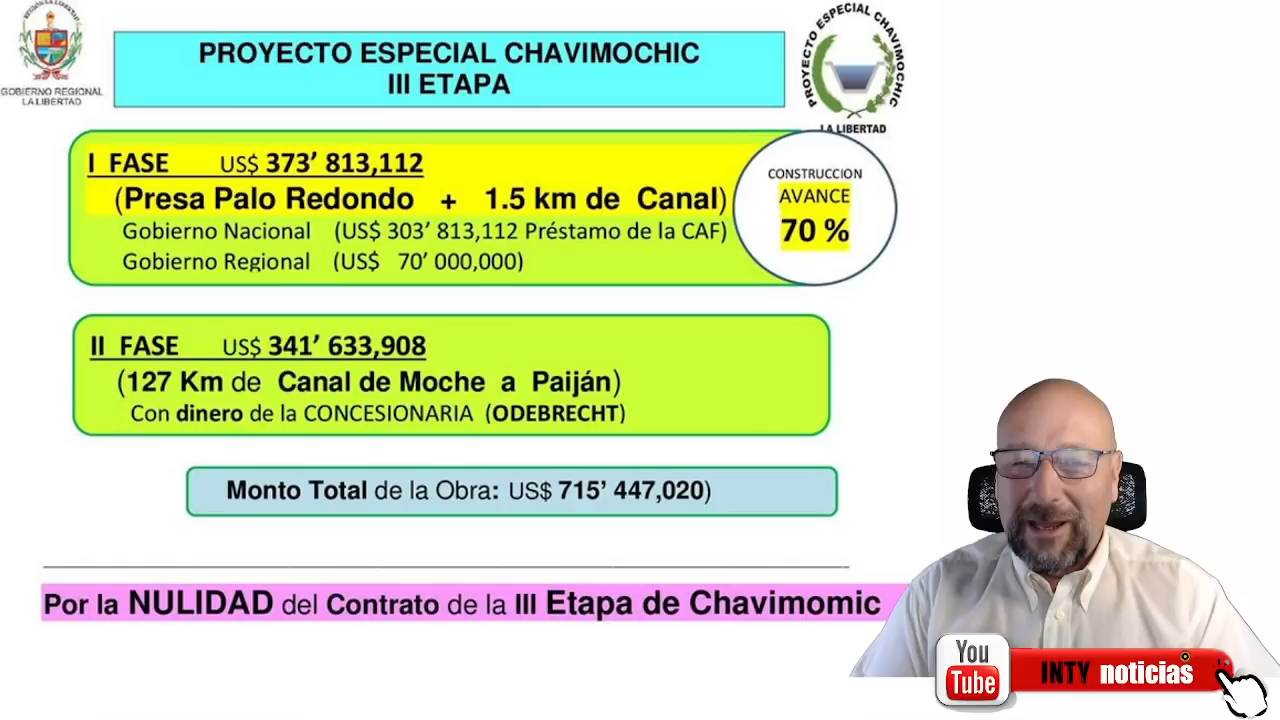 GOBIERNO REGIONAL
LA LIBERTAD
PROYECTO ESPECIAL CHAVIMOCHIC
III ETAPA
PROYECTO ESPECIAL CHAVIMOCHIC
LA LIBERTAD
I FASE US$ 373’ 813,112
(Presa Palo Redondo + 1.5 km de Canal)
Gobierno Nacional (US$ 303’ 813,112 Préstamo de la CAF)
Gobierno Regional (US$ 70’ 000,000)
CONSTRUCCION
AVANCE
70 %
II FASE US$ 341’ 633,908
(127 Km de Canal de Moche a Paiján)
Con dinero de la CONCESIONARIA (ODEBRECHT)
Monto Total de la Obra: US$ 715’ 447,020)
Por la NULIDAD del Contrato de la III Etapa de Chavimomic
You
Tube
INTY noticias